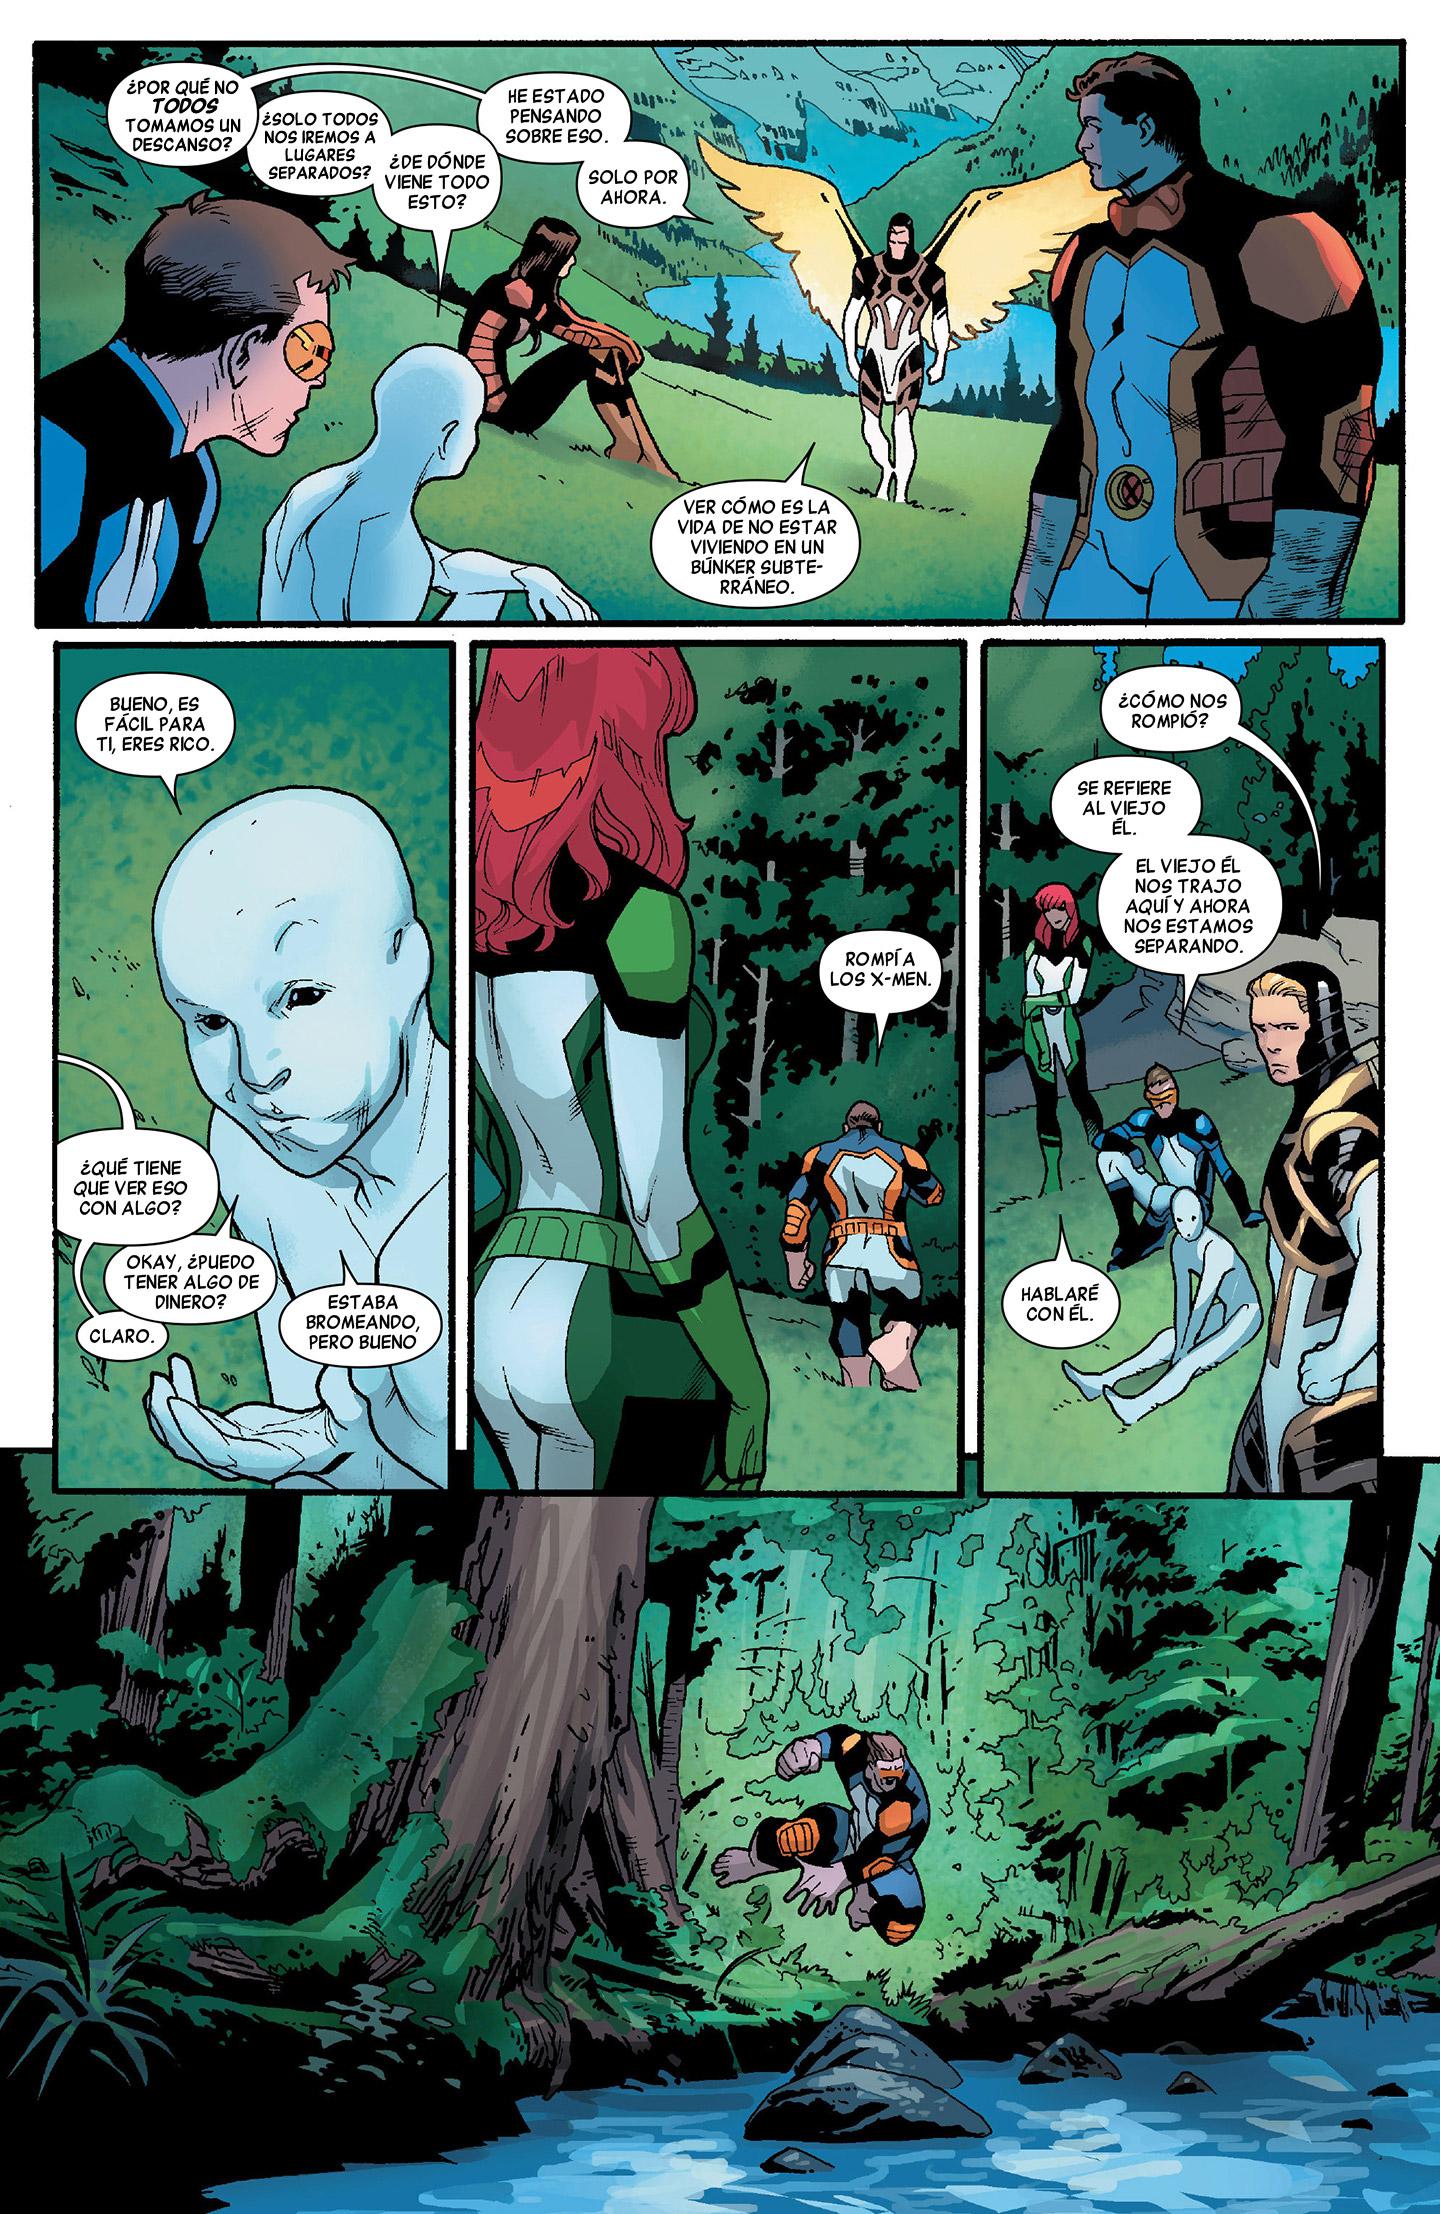 ¿POR QUÉ NO
TODOS
TOMAMOS UN
DESCANSO?
¿SOLO TODOS
NOS IREMOS A
LUGARES
SEPARADOS?
¿DE DÓNDE
VIENE TODO
ESTO?
HE ESTADO
PENSANDO
SOBRE ESO.
SOLO POR
AHORA.
VER CÓMO ES LA
VIDA DE NO ESTAR
VIVIENDO EN UN
BÚNKER SUBTE-
RRÁNEO.
BUENO, ES
FÁCIL PARA
TI, ERES RICO.
¿QUÉ TIENE
QUE VER ESO
CON ALGO?
OKAY, ¿PUEDO
TENER ALGO DE
DINERO?
CLARO.
ESTABA
BROMEANDO,
PERO BUENO
ROMPÍ A
LOS X-MEN.
¿CÓMO NOS
ROMPIÓ?
SE REFIERE
AL VIEJO
ÉL.
EL VIEJO ÉL
NOS TRAJO
AQUÍ Y AHORA
NOS ESTAMOS
SEPARANDO.
HABLARÉ
CON ÉL.